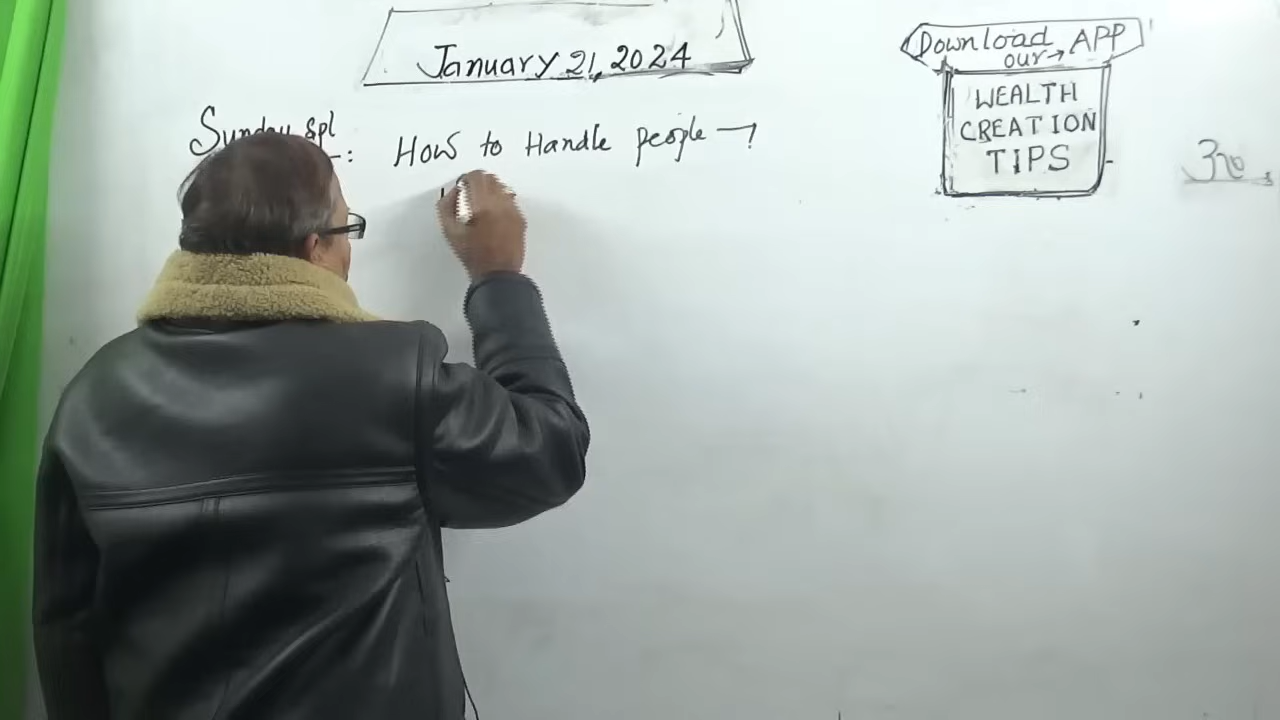 January 21, 2024
Download our→ APP
WEALTH
CREATION
TIPS
Sunday spl : How to Handle people →